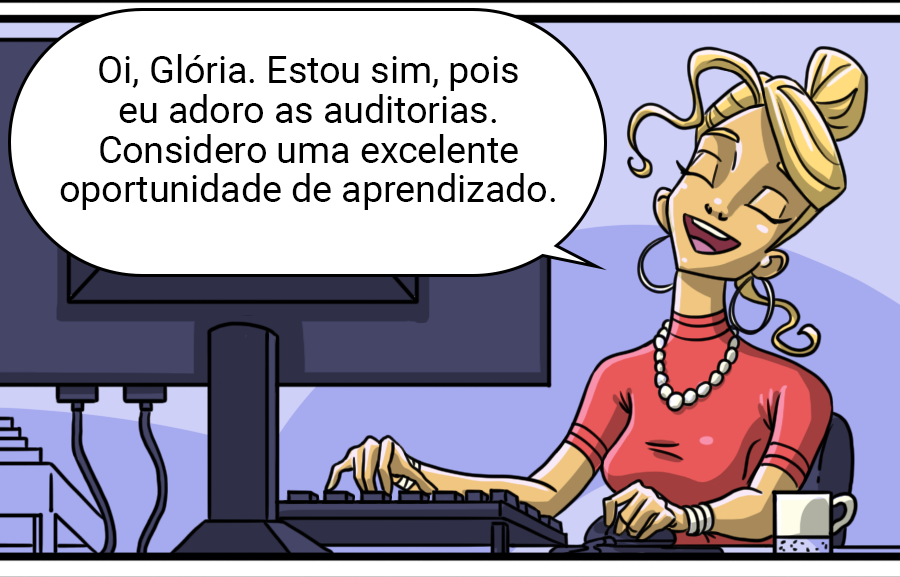 Oi, Glória. Estou sim, pois
eu adoro as auditorias.
Considero uma excelente
oportunidade de aprendizado.